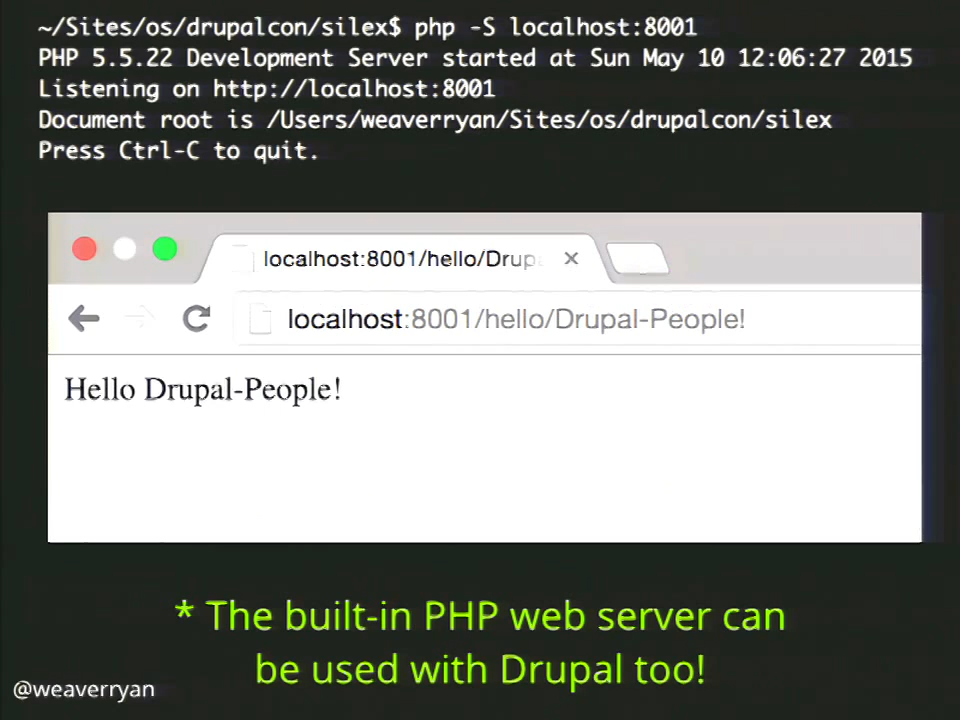 ~/Sites/os/drupalcon/silex$ php -S localhost:8001
PHP 5.5.22 Development Server started at Sun May 10 12:06:27 2015
Listening on http://localhost:8001
Document root is /Users/weaverryan/Sites/os/drupalcon/silex
Press Ctrl-C to quit.
localhost:8001/hello/Drup
localhost:8001/hello/Drupal-People!
Hello Drupal-People!
* The built-in PHP web server can
be used with Drupal too!
@weaverryan